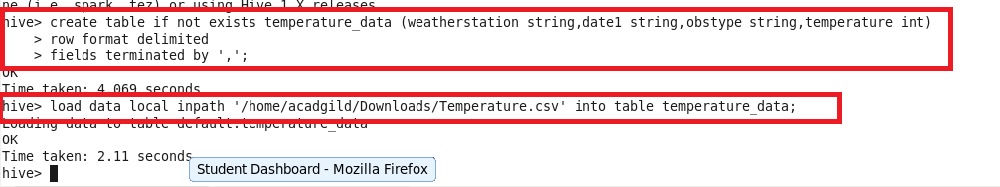 ne (i.e. spark, tez) or using Hive 1.X releases.
hive> create table if not exists temperature_data (weatherstation string,date1 string,obstype string,temperature int)
> row format delimited
> fields terminated by ',';
OK
Time taken: 4.069 seconds
hive> load data local inpath '/home/acadgild/Downloads/Temperature.csv' into table temperature_data;
Loading data to table default.temperature_data
OK
Time taken: 2.11 seconds
hive>
Student Dashboard - Mozilla Firefox